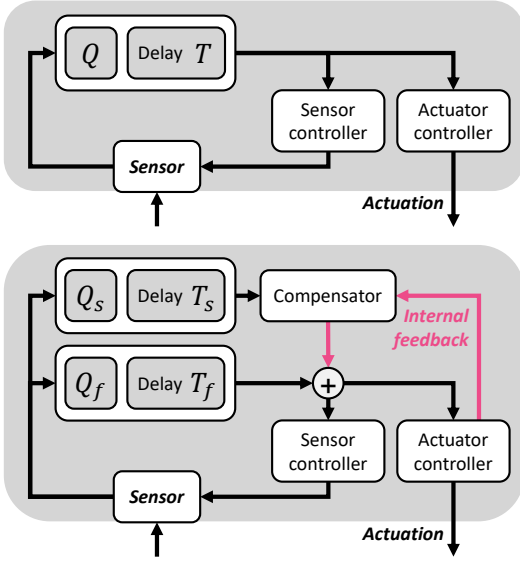 Q Delay T
Sensor
controller
Actuator
controller
Sensor
Actuation
Q_s Delay T_s
Compensator
Internal
feedback
Q_f Delay T_f
+
Sensor
controller
Actuator
controller
Sensor
Actuation